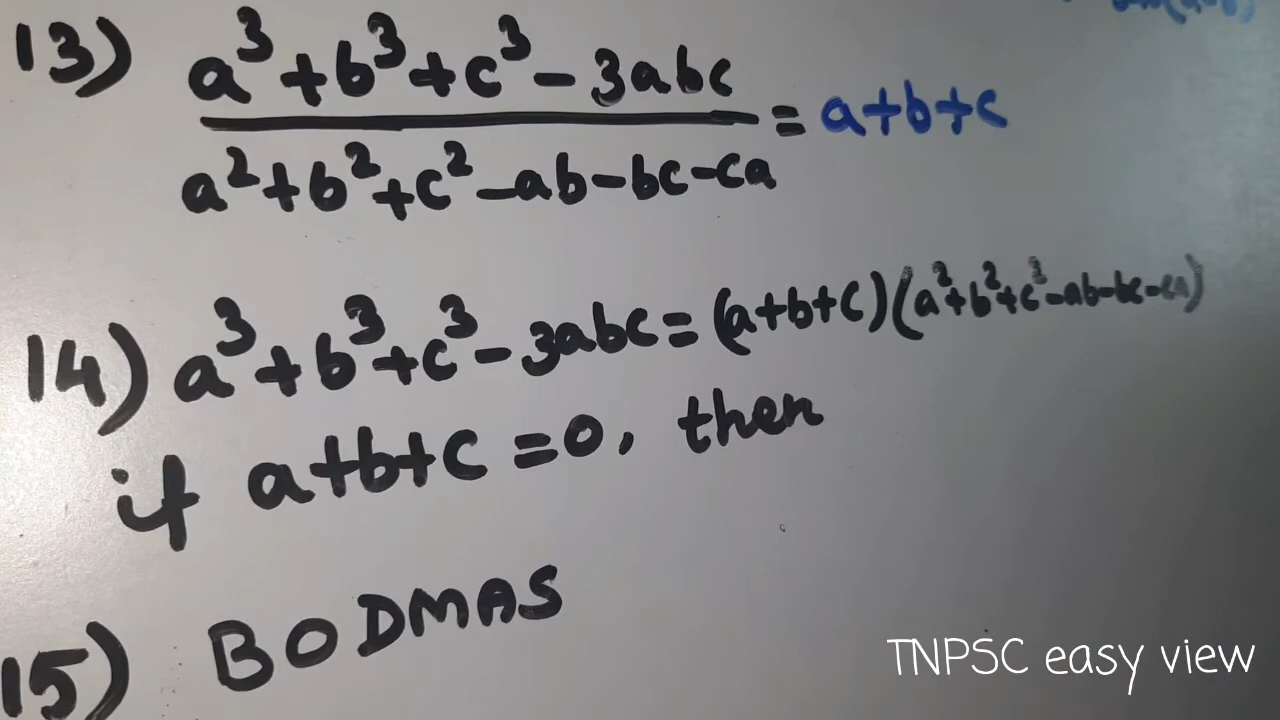 13) a³+b³+c³-3abc
a²+b²+c²-ab-bc-ca
= a+b+c
14) a³+b³+c³-3abc=(a+b+c)(a²+b²+c³-ab-bc-ca)
if a+b+c=0, then
15) BODMAS
TNPSC easy view